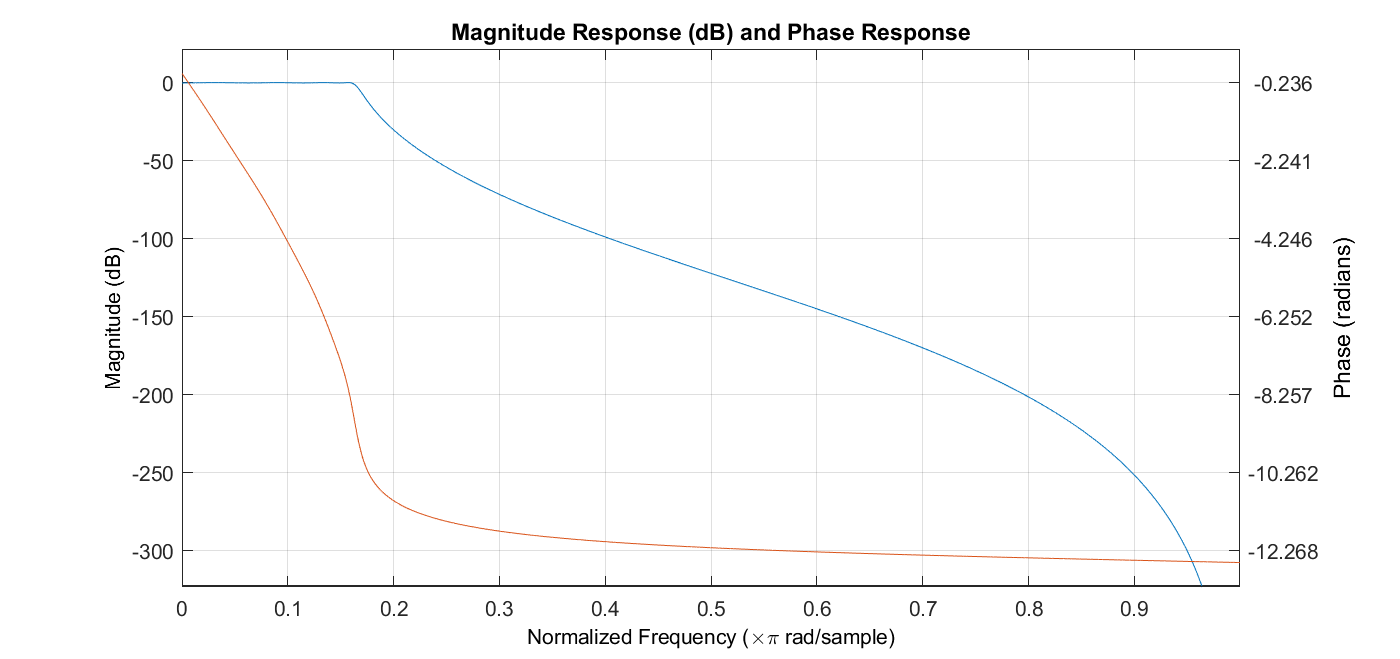 Magnitude Response (dB) and Phase Response
Magnitude (dB)
0
-50
-100
-150
-200
-250
-300
-0.236
-2.241
-4.246
-6.252
-8.257
-10.262
-12.268
Phase (radians)
0 0.1 0.2 0.3 0.4 0.5 0.6 0.7 0.8 0.9
Normalized Frequency (×π rad/sample)